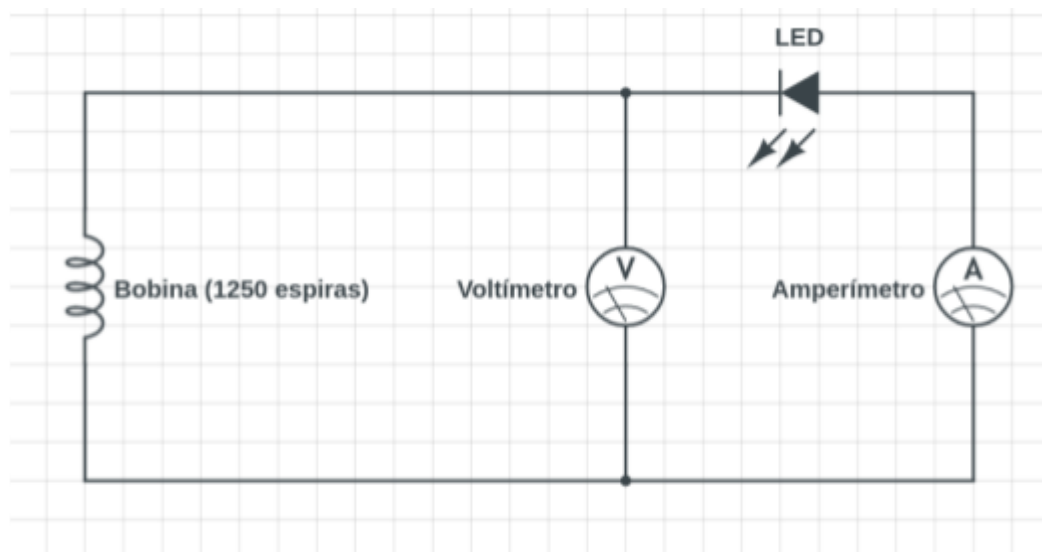 LED
Bobina (1250 espiras)
Voltímetro
V
Amperímetro
A